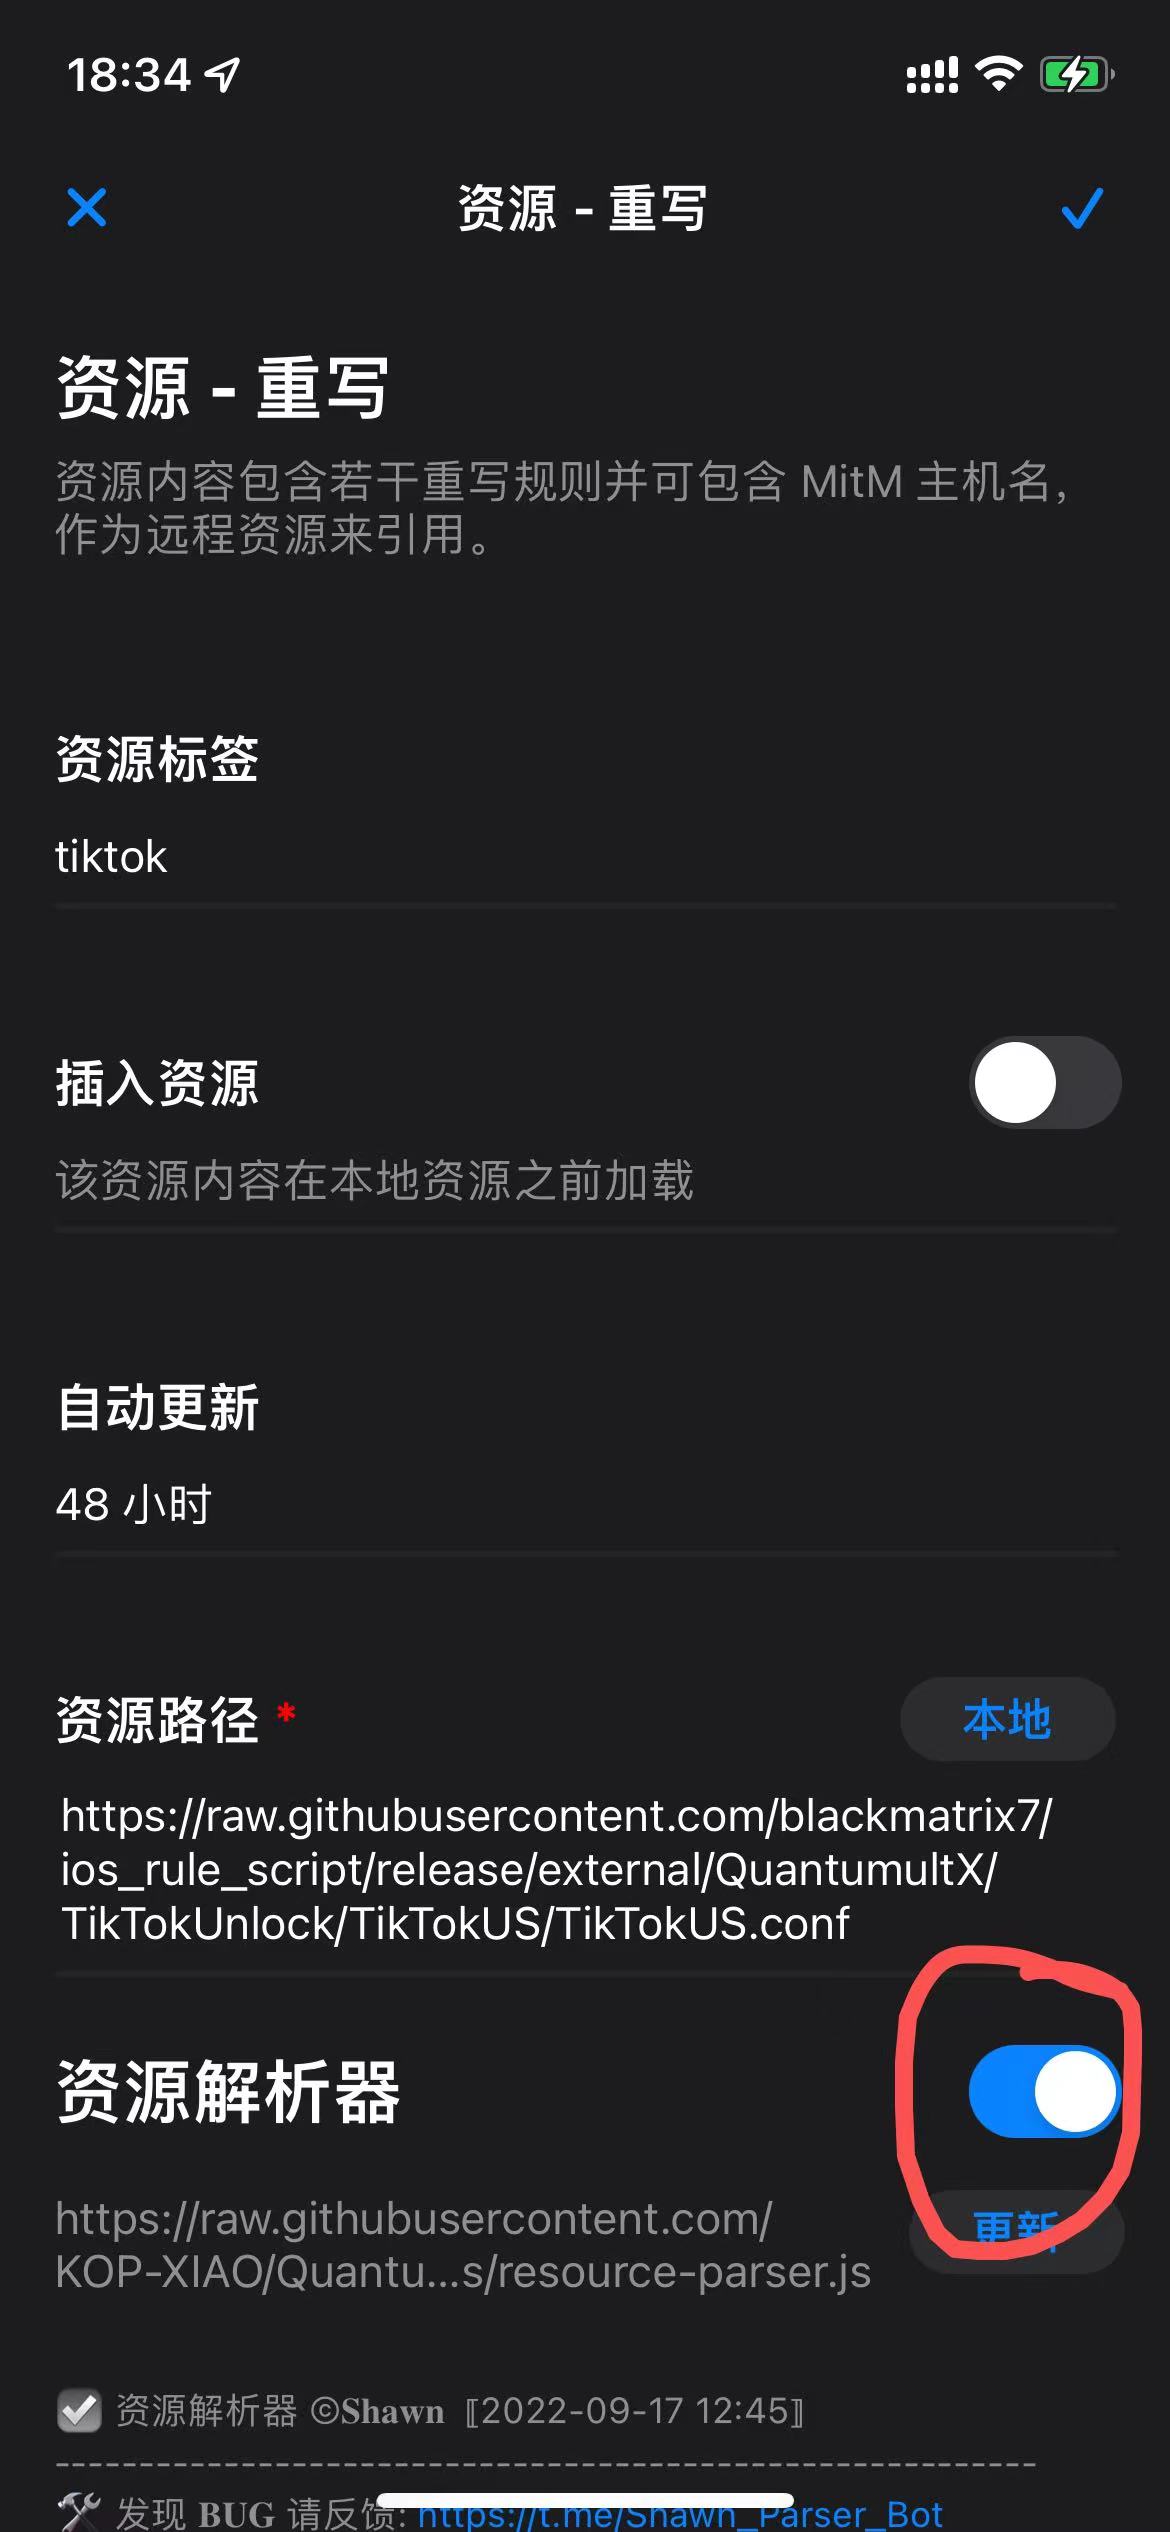 18:34
资源 - 重写
资源 - 重写
资源内容包含若干重写规则并可包含 MitM 主机名，
作为远程资源来引用。
资源标签
tiktok
插入资源
该资源内容在本地资源之前加载
自动更新
48 小时
资源路径 *
本地
https://raw.githubusercontent.com/blackmatrix7/
ios_rule_script/release/external/QuantumultX/
TikTokUnlock/TikTokUS/TikTokUS.conf
资源解析器
https://raw.githubusercontent.com/
KOP-XIAO/Quantu...s/resource-parser.js
更新
☑️ 资源解析器 ©𝐒𝐡𝐚𝐰𝐧 ⟦2022-09-17 12:45⟧
----------------------------------------------------------
🛠 发现 𝐁𝐔𝐆 请反馈: https://t.me/Shawn_Parser_Bot